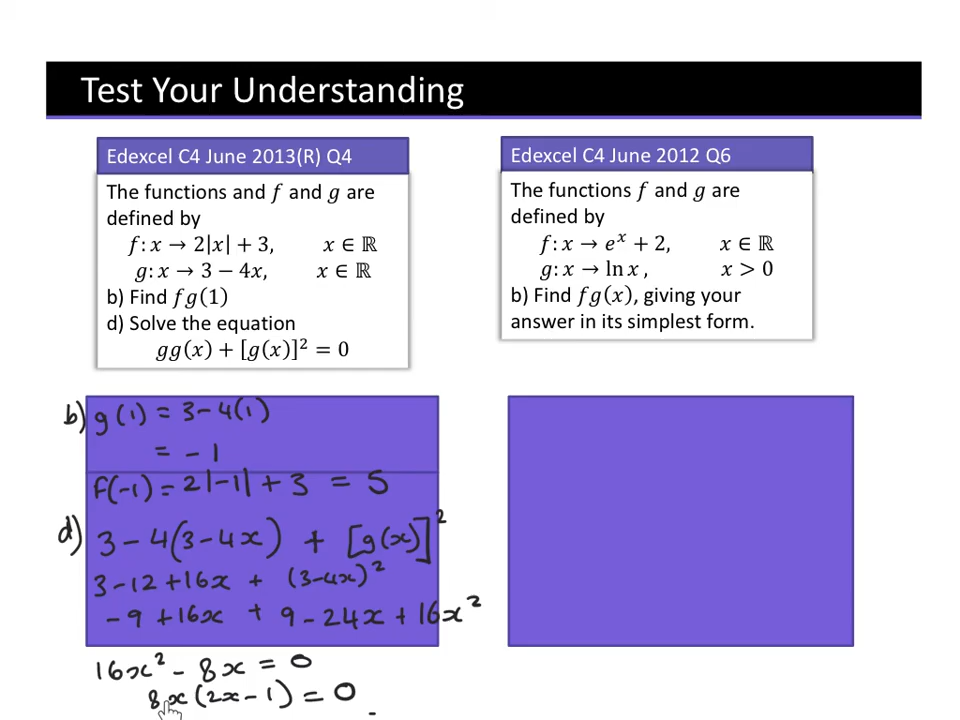 Test Your Understanding
Edexcel C4 June 2013(R) Q4
The functions and f and g are
defined by
f: x → 2|x| + 3, x ∈ ℝ
g: x → 3 − 4x, x ∈ ℝ
b) Find fg(1)
d) Solve the equation
gg(x) + [g(x)]² = 0
Edexcel C4 June 2012 Q6
The functions f and g are
defined by
f: x → eˣ + 2, x ∈ ℝ
g: x → ln x , x > 0
b) Find fg(x), giving your
answer in its simplest form.
b) g(1) = 3 − 4(1)
= − 1
f(−1) = 2|−1| + 3 = 5
d) 3 − 4(3 − 4x) + [g(x)]²
3 − 12 + 16x + (3−4x)²
− 9 + 16x + 9 − 24x + 16x²
16x² − 8x = 0
8x(2x − 1) = 0